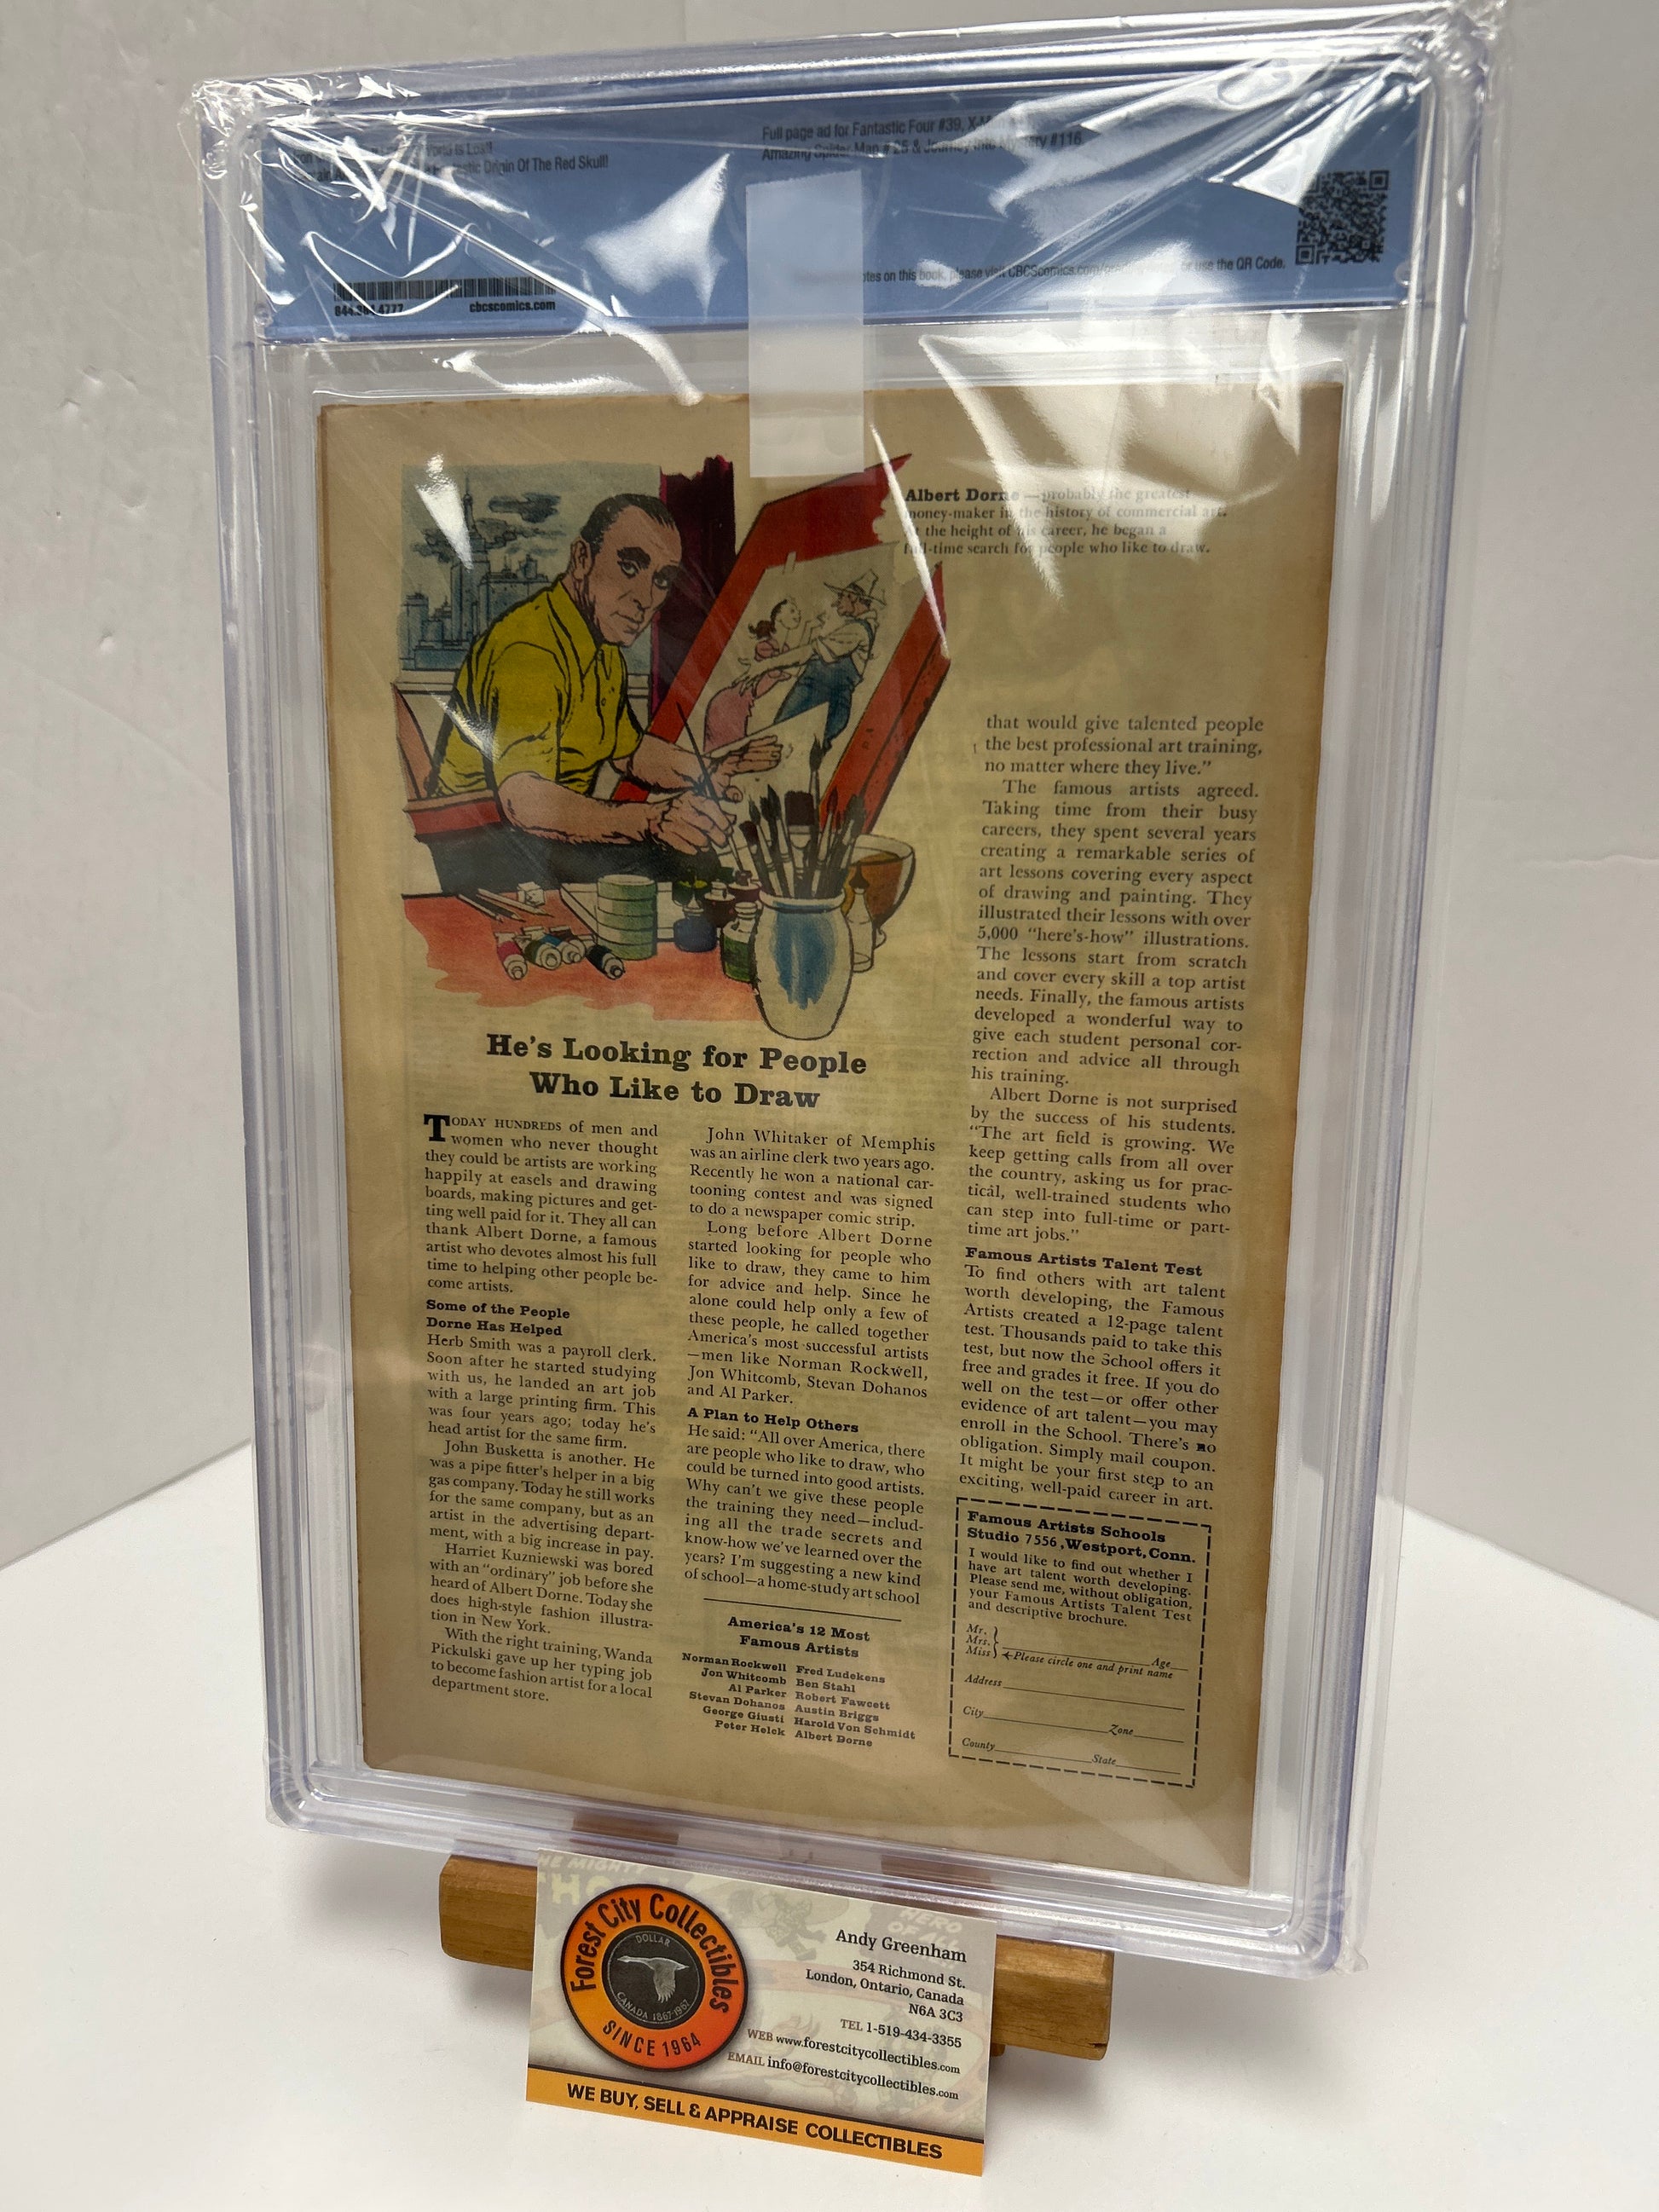 is Lost!
Origin Of The Red Skull!
Full page ad for Fantastic Four #39,
Amazing Spider Man # 25 & Journey Into Mystery #116.
on this book, please visit CBCScomics.com/ or use the QR Code.
4777 cbcscomics.com
Albert Dorne — probably the greatest
money-maker in the history of commercial art.
the height of his career, he began a
full-time search for people who like to draw.
He's Looking for People
Who Like to Draw
TODAY HUNDREDS of men and
women who never thought
they could be artists are working
happily at easels and drawing
boards, making pictures and get-
ting well paid for it. They all can
thank Albert Dorne, a famous
artist who devotes almost his full
time to helping other people be-
come artists.
Some of the People
Dorne Has Helped
Herb Smith was a payroll clerk.
Soon after he started studying
with us, he landed an art job
with a large printing firm. This
was four years ago; today he's
head artist for the same firm.
John Busketta is another. He
was a pipe fitter's helper in a big
gas company. Today he still works
for the same company, but as an
artist in the advertising depart-
ment, with a big increase in pay.
Harriet Kuzniewski was bored
with an "ordinary" job before she
heard of Albert Dorne. Today she
does high-style fashion illustra-
tion in New York.
With the right training, Wanda
Pickulski gave up her typing job
to become fashion artist for a local
department store.
John Whitaker of Memphis
was an airline clerk two years ago.
Recently he won a national car-
tooning contest and was signed
to do a newspaper comic strip.
Long before Albert Dorne
started looking for people who
like to draw, they came to him
for advice and help. Since he
alone could help only a few of
these people, he called together
America's most successful artists
—men like Norman Rockwell,
Jon Whitcomb, Stevan Dohanos
and Al Parker.
A Plan to Help Others
He said: "All over America, there
are people who like to draw, who
could be turned into good artists.
Why can't we give these people
the training they need—includ-
ing all the trade secrets and
know-how we've learned over the
years? I'm suggesting a new kind
of school—a home-study art school
America's 12 Most
Famous Artists
Norman Rockwell Fred Ludekens
Jon Whitcomb Ben Stahl
Al Parker Robert Fawcett
Stevan Dohanos Austin Briggs
George Giusti Harold Von Schmidt
Peter Helck Albert Dorne
that would give talented people
the best professional art training,
no matter where they live."
The famous artists agreed.
Taking time from their busy
careers, they spent several years
creating a remarkable series of
art lessons covering every aspect
of drawing and painting. They
illustrated their lessons with over
5,000 "here's-how" illustrations.
The lessons start from scratch
and cover every skill a top artist
needs. Finally, the famous artists
developed a wonderful way to
give each student personal cor-
rection and advice all through
his training.
Albert Dorne is not surprised
by the success of his students.
"The art field is growing. We
keep getting calls from all over
the country, asking us for prac-
tical, well-trained students who
can step into full-time or part-
time art jobs."
Famous Artists Talent Test
To find others with art talent
worth developing, the Famous
Artists created a 12-page talent
test. Thousands paid to take this
test, but now the School offers it
free and grades it free. If you do
well on the test—or offer other
evidence of art talent—you may
enroll in the School. There's no
obligation. Simply mail coupon.
It might be your first step to an
exciting, well-paid career in art.
Famous Artists Schools
Studio 7556, Westport, Conn.
I would like to find out whether I
have art talent worth developing.
Please send me, without obligation,
your Famous Artists Talent Test
and descriptive brochure.
Mr.
Mrs. Age
Miss Please circle one and print name
Address
City Zone
County State
THE MIGHTY
THOR
HERO
OF
Forest City Collectibles
DOLLAR
CANADA 1867-1967
SINCE 1964
Andy Greenham
354 Richmond St.
London, Ontario, Canada
N6A 3C3
TEL 1-519-434-3355
WEB www.forestcitycollectibles.com
EMAIL info@forestcitycollectibles.com
WE BUY, SELL & APPRAISE COLLECTIBLES